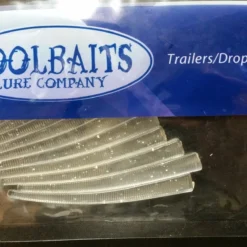 OOLBAITS
LURE COMPANY
Trailers/Drop